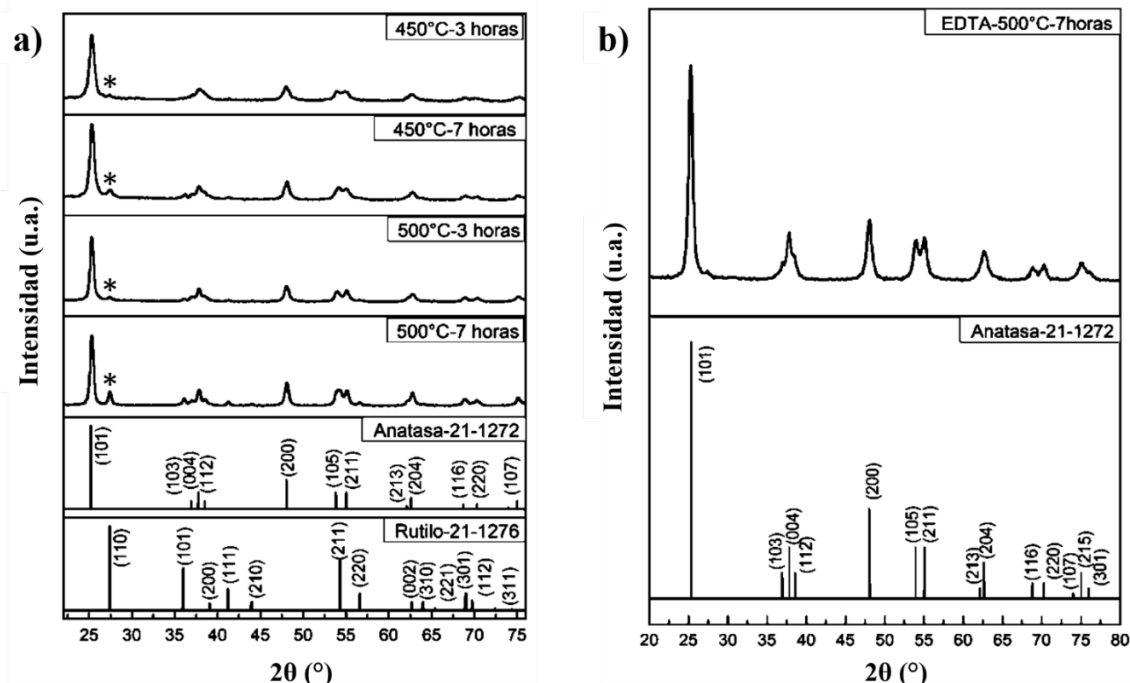 a)
450°C-3 horas
*
450°C-7 horas
*
500°C-3 horas
*
500°C-7 horas
*
Anatasa-21-1272
(101)
(103)
(004)
(112)
(200)
(105)
(211)
(213)
(204)
(116)
(220)
(107)
Rutilo-21-1276
(110)
(101)
(200)
(111)
(210)
(211)
(220)
(002)
(310)
(221)
(301)
(112)
(311)
25 30 35 40 45 50 55 60 65 70 75
2θ (°)
Intensidad (u.a.)
b)
EDTA-500°C-7horas
Anatasa-21-1272
(101)
(103)
(004)
(112)
(200)
(105)
(211)
(213)
(204)
(116)
(220)
(107)
(215)
(301)
20 25 30 35 40 45 50 55 60 65 70 75 80
2θ (°)
Intensidad (u.a.)